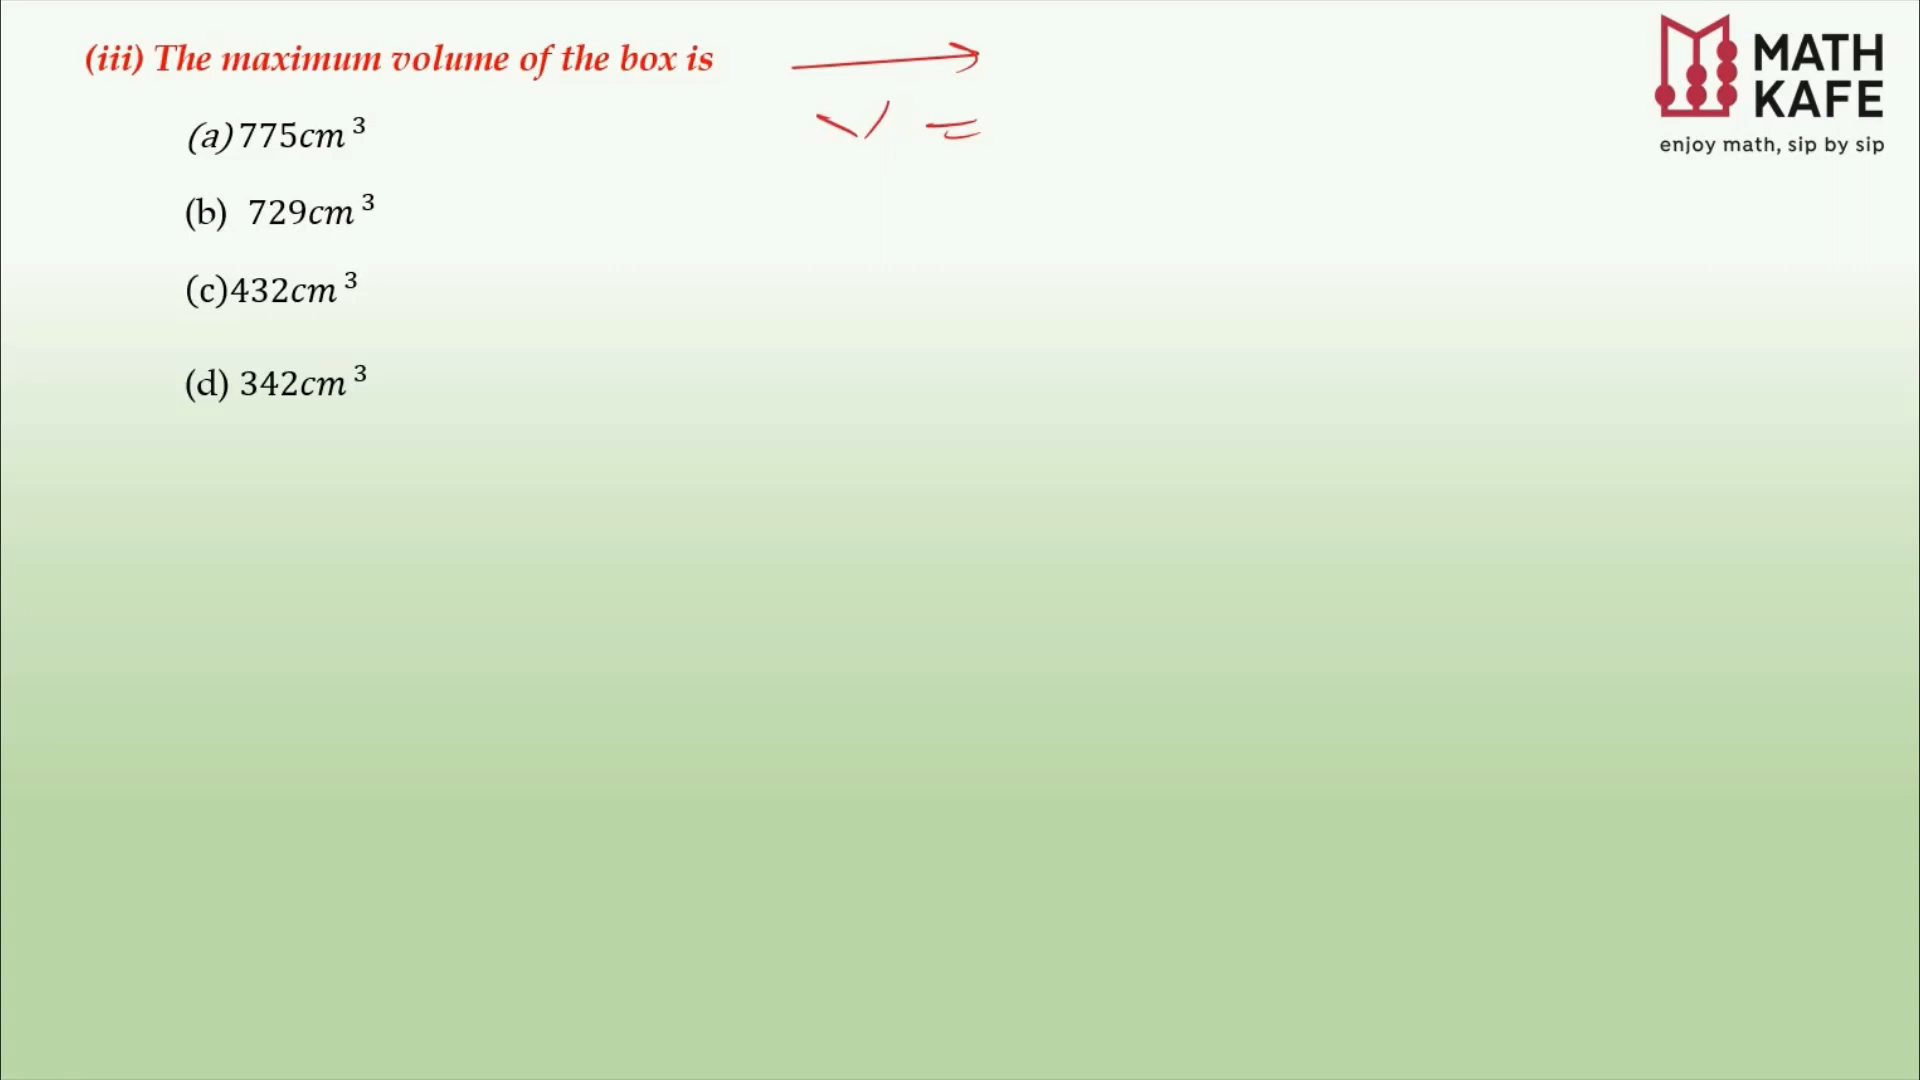 (iii) The maximum volume of the box is
V =
(a) 775cm³
(b) 729cm³
(c)432cm³
(d) 342cm³
MATH
KAFE
enjoy math, sip by sip